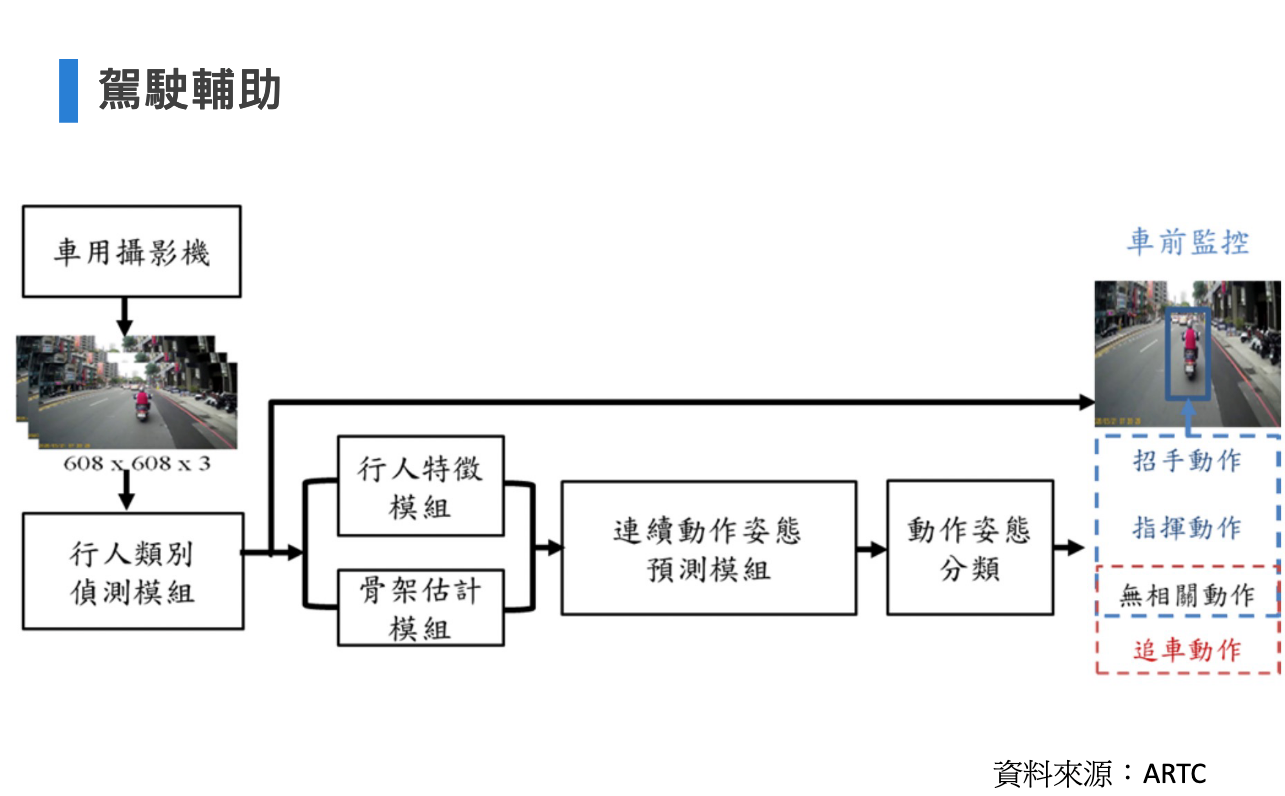 駕駛輔助
車用攝影機
608 x 608 x 3
行人類別
偵測模組
行人特徵
模組
骨架估計
模組
連續動作姿態
預測模組
動作姿態
分類
車前監控
招手動作
指揮動作
無相關動作
追車動作
資料來源：ARTC